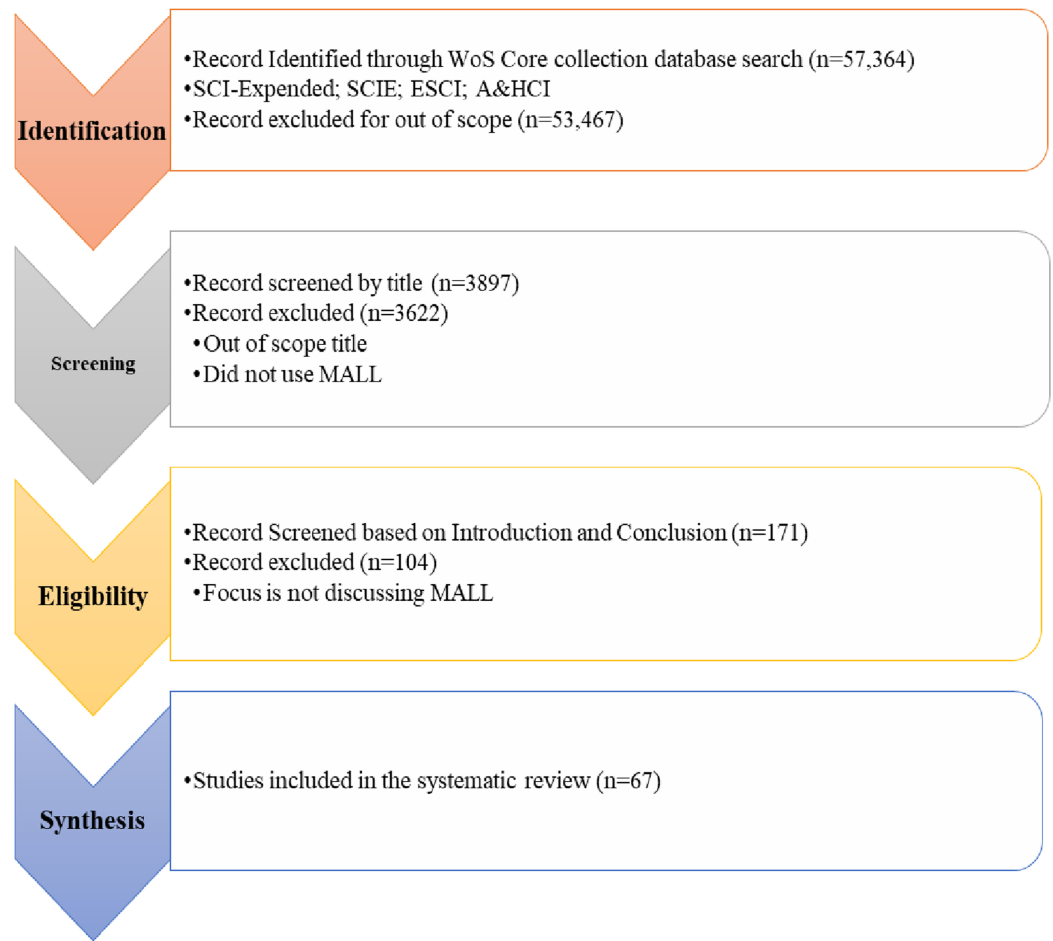 Identification
•Record Identified through WoS Core collection database search (n=57,364)
•SCI-Expended; SCIE; ESCI; A&HCI
•Record excluded for out of scope (n=53,467)
Screening
•Record screened by title (n=3897)
•Record excluded (n=3622)
•Out of scope title
•Did not use MALL
Eligibility
•Record Screened based on Introduction and Conclusion (n=171)
•Record excluded (n=104)
•Focus is not discussing MALL
Synthesis
•Studies included in the systematic review (n=67)